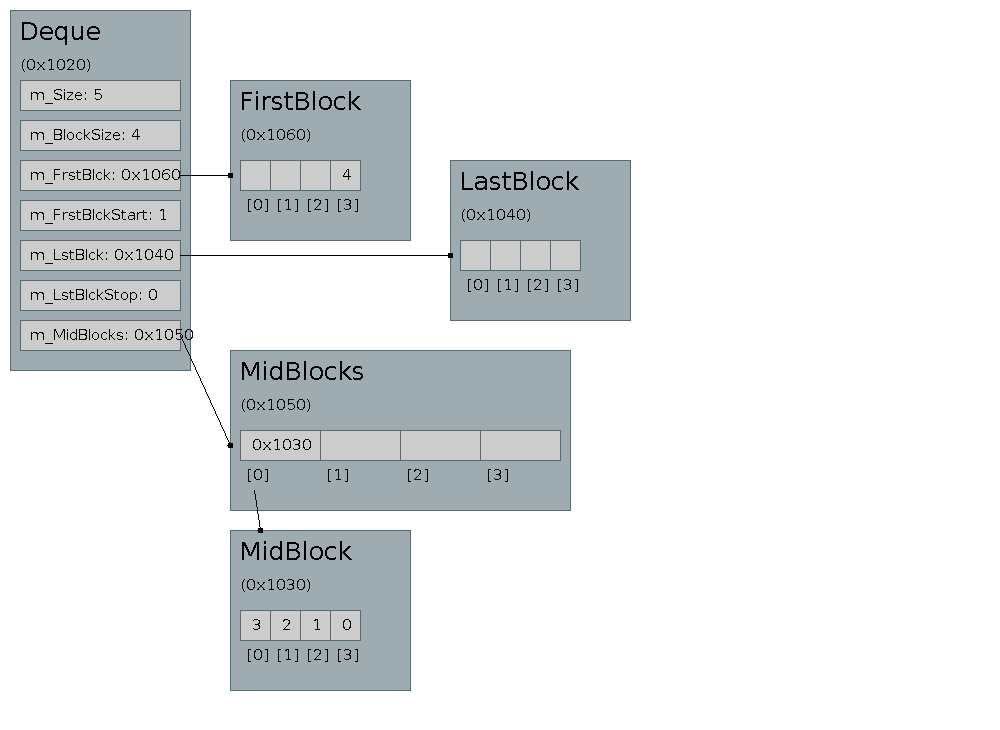 Deque
(0x1020)
m_Size: 5
m_BlockSize: 4
m_FrstBlck: 0x1060
m_FrstBlckStart: 1
m_LstBlck: 0x1040
m_LstBlckStop: 0
m_MidBlocks: 0x1050
FirstBlock
(0x1060)
4
[0] [1] [2] [3]
LastBlock
(0x1040)
[0] [1] [2] [3]
MidBlocks
(0x1050)
0x1030
[0] [1] [2] [3]
MidBlock
(0x1030)
3 2 1 0
[0] [1] [2] [3]